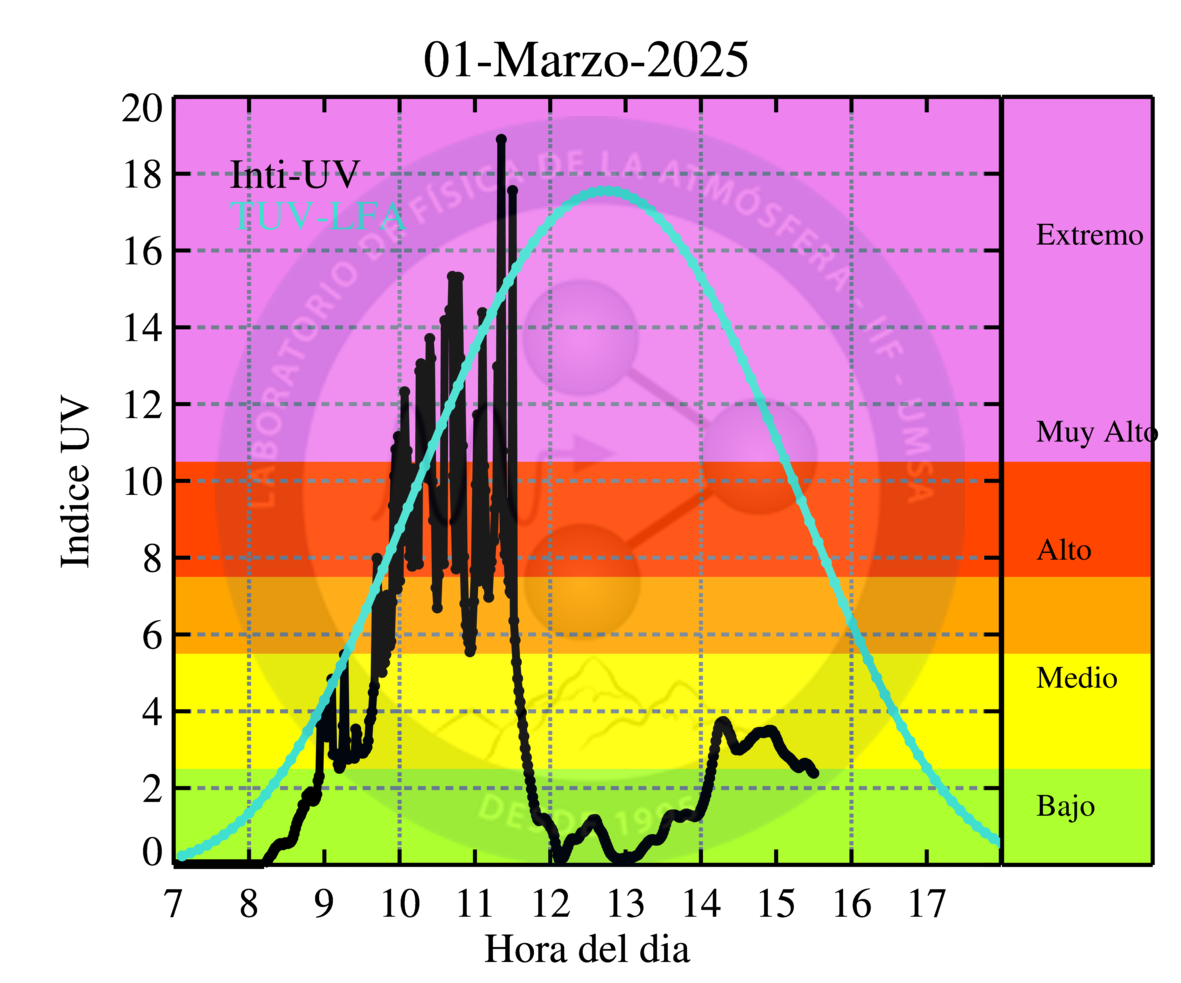 01-Marzo-2025
20
18
16
14
12
10
8
6
4
2
0
Indice UV
Inti-UV
TUV-LFA
LABORATORIO DE FÍSICA DE LA ATMÓSFERA - IIF - UMSA
DESDE
Extremo
Muy Alto
Alto
Medio
Bajo
7 8 9 10 11 12 13 14 15 16 17
Hora del dia